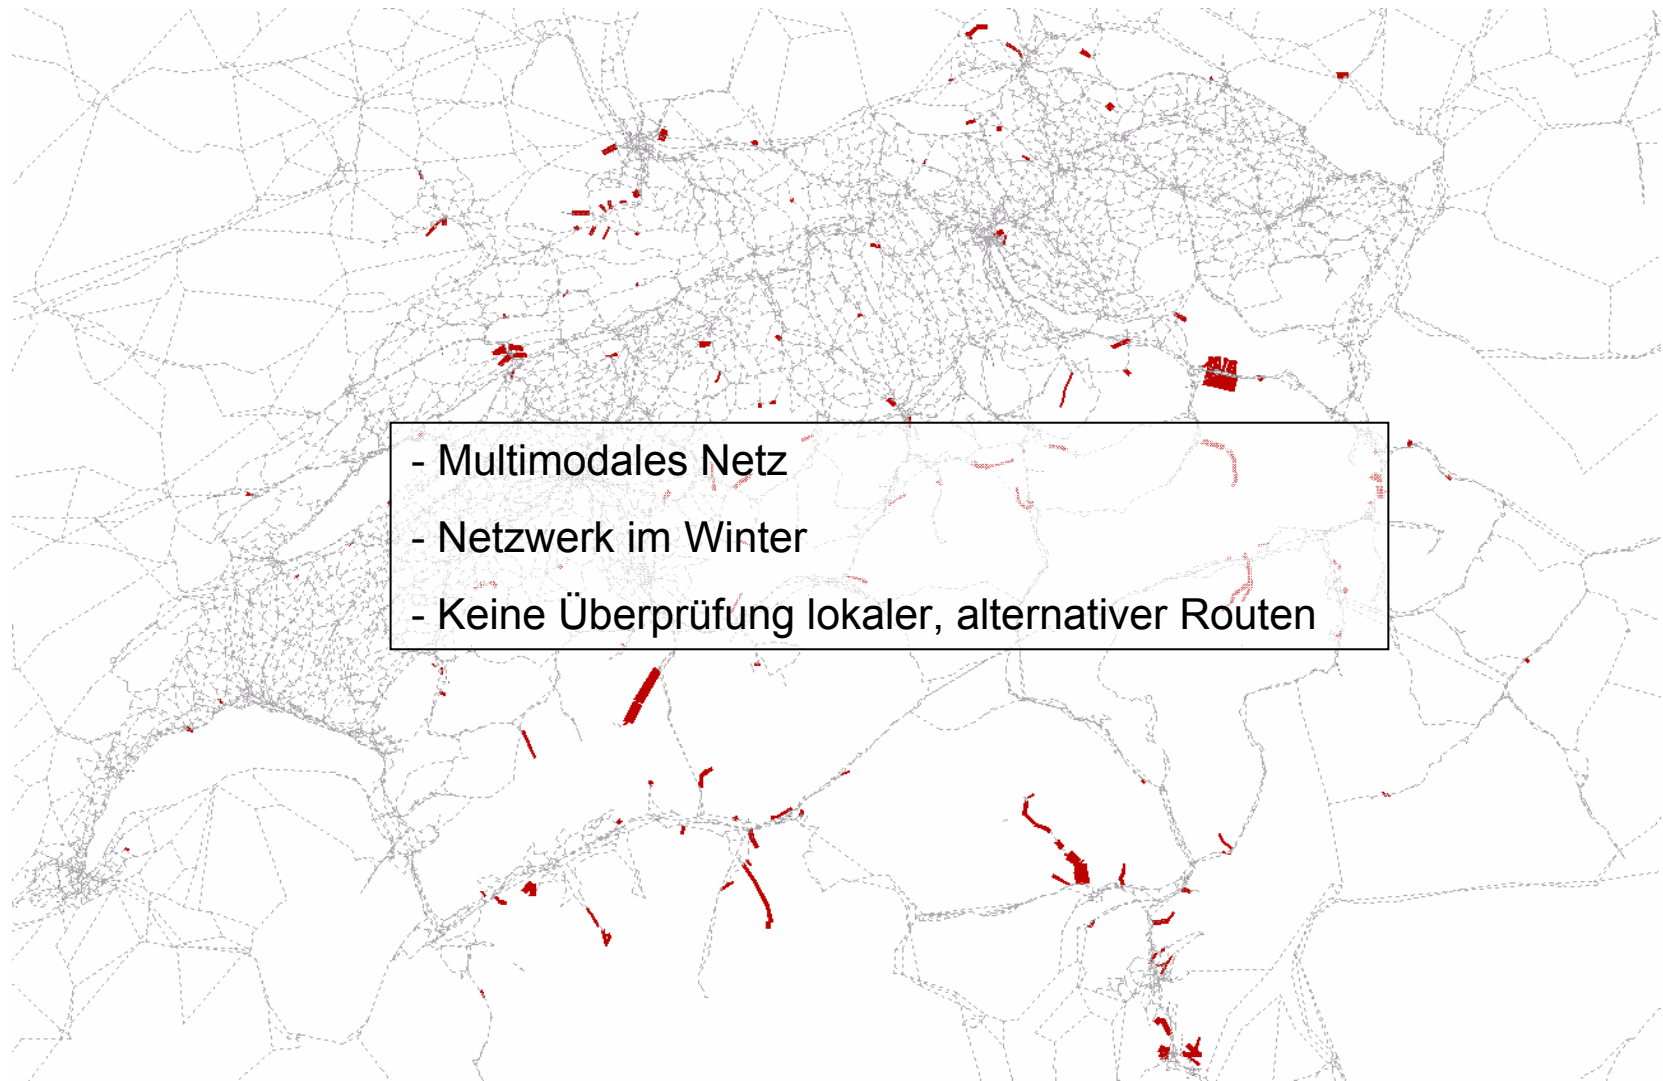 - Multimodales Netz
- Netzwerk im Winter
- Keine Überprüfung lokaler, alternativer Routen